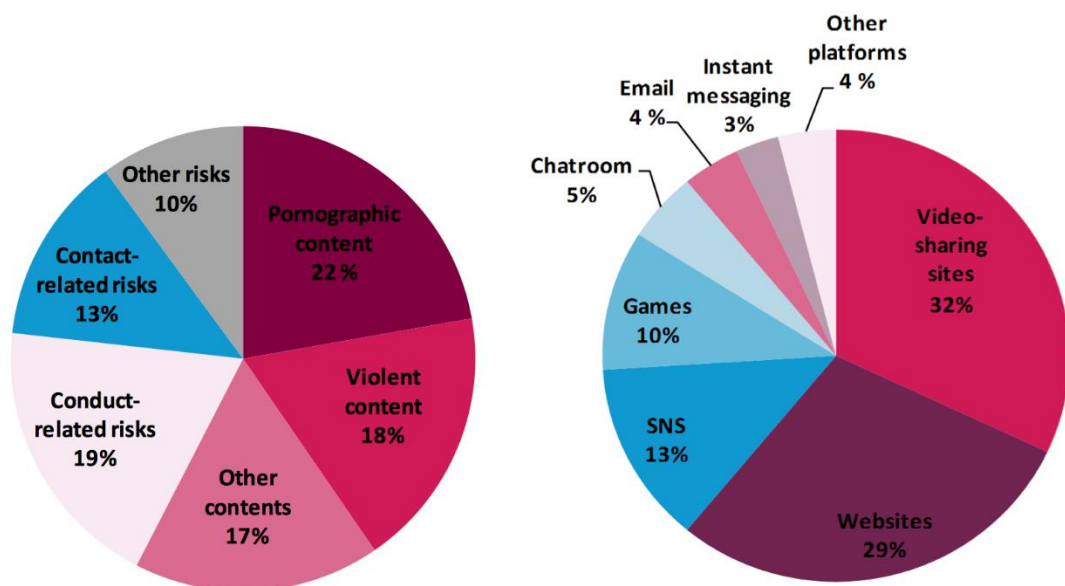 Pornographic
content
22 %
Violent
content
18%
Other
contents
17%
Conduct-
related risks
19%
Contact-
related risks
13%
Other risks
10%
Video-
sharing
sites
32%
Websites
29%
SNS
13%
Games
10%
Chatroom
5%
Email
4 %
Instant
messaging
3%
Other
platforms
4 %